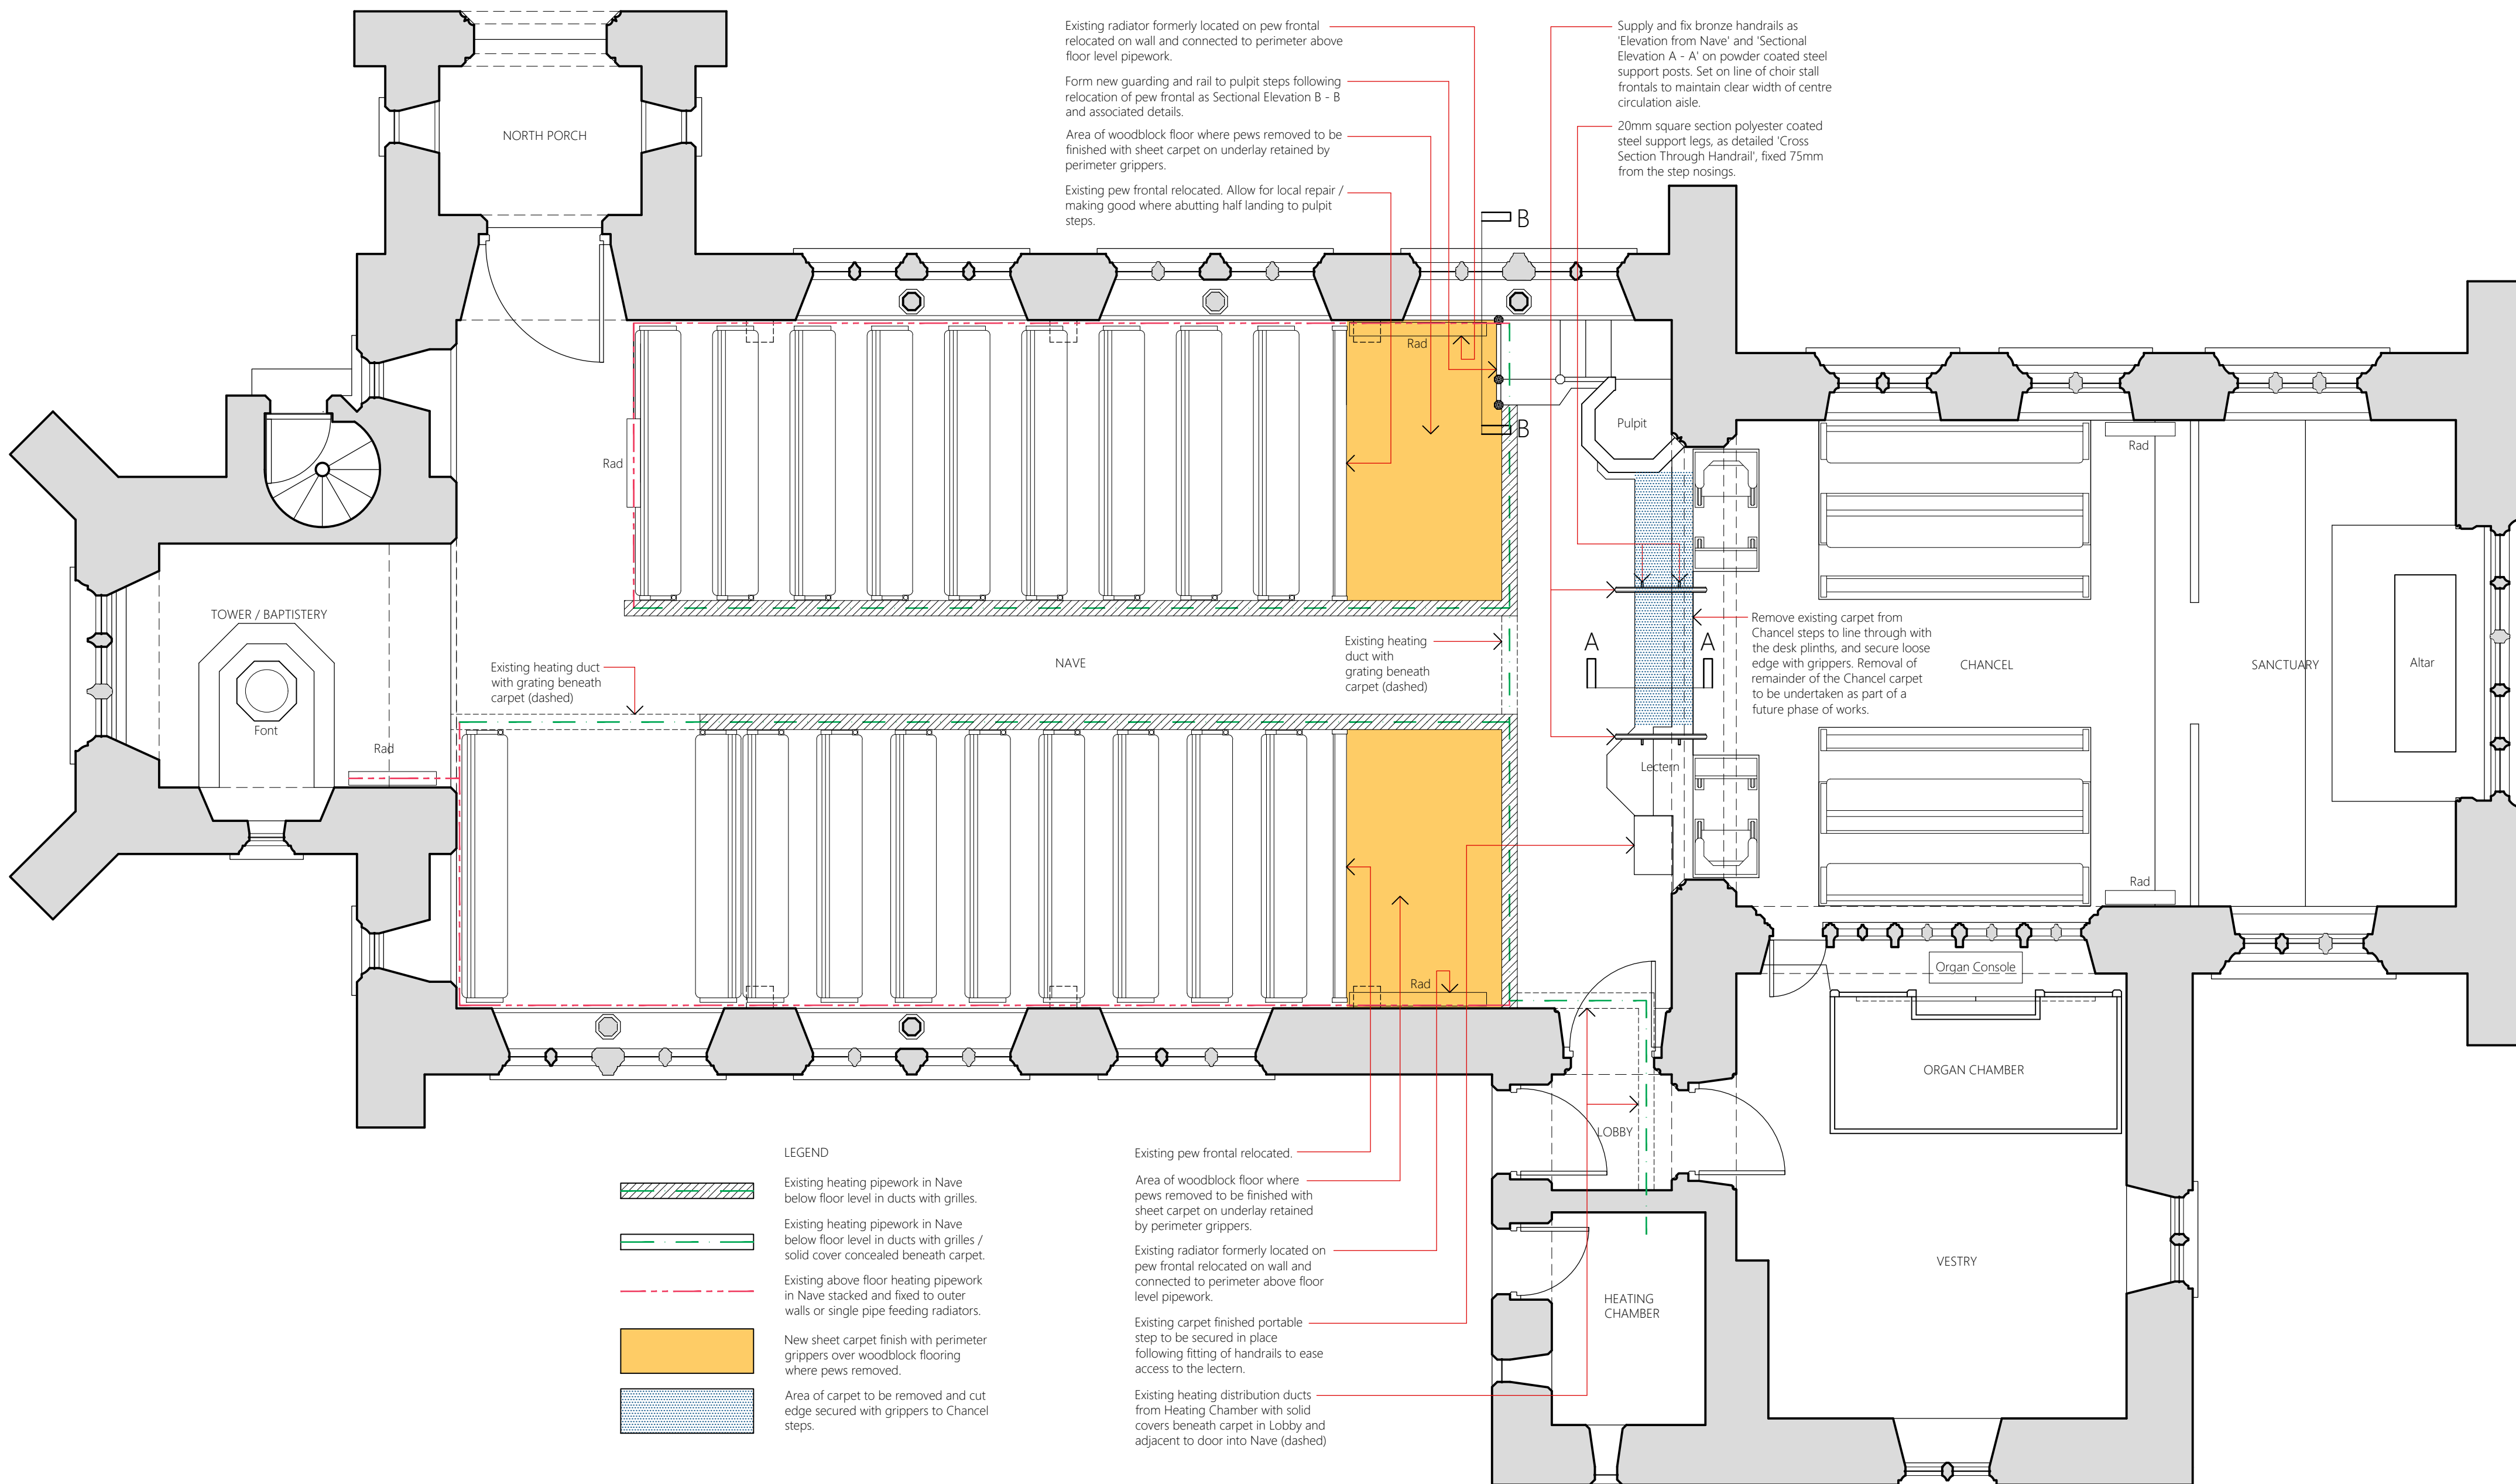 Existing radiator formerly located on pew frontal
relocated on wall and connected to perimeter above
floor level pipework.
Form new guarding and rail to pulpit steps following
relocation of pew frontal as Sectional Elevation B - B
and associated details.
Area of woodblock floor where pews removed to be
finished with sheet carpet on underlay retained by
perimeter grippers.
Existing pew frontal relocated. Allow for local repair /
making good where abutting half landing to pulpit
steps.
Supply and fix bronze handrails as
'Elevation from Nave' and 'Sectional
Elevation A - A' on powder coated steel
support posts. Set on line of choir stall
frontals to maintain clear width of centre
circulation aisle.
20mm square section polyester coated
steel support legs, as detailed 'Cross
Section Through Handrail', fixed 75mm
from the step nosings.
NORTH PORCH
B
B
Rad
Rad
Pulpit
Rad
TOWER / BAPTISTERY
Font
Rad
Existing heating duct
with grating beneath
carpet (dashed)
NAVE
Existing heating
duct with
grating beneath
carpet (dashed)
A
A
Remove existing carpet from
Chancel steps to line through with
the desk plinths, and secure loose
edge with grippers. Removal of
remainder of the Chancel carpet
to be undertaken as part of a
future phase of works.
CHANCEL
SANCTUARY
Altar
Lectern
Rad
Rad
Organ Console
ORGAN CHAMBER
LOBBY
VESTRY
HEATING
CHAMBER
LEGEND
Existing heating pipework in Nave
below floor level in ducts with grilles.
Existing heating pipework in Nave
below floor level in ducts with grilles /
solid cover concealed beneath carpet.
Existing above floor heating pipework
in Nave stacked and fixed to outer
walls or single pipe feeding radiators.
New sheet carpet finish with perimeter
grippers over woodblock flooring
where pews removed.
Area of carpet to be removed and cut
edge secured with grippers to Chancel
steps.
Existing pew frontal relocated.
Area of woodblock floor where
pews removed to be finished with
sheet carpet on underlay retained
by perimeter grippers.
Existing radiator formerly located on
pew frontal relocated on wall and
connected to perimeter above floor
level pipework.
Existing carpet finished portable
step to be secured in place
following fitting of handrails to ease
access to the lectern.
Existing heating distribution ducts
from Heating Chamber with solid
covers beneath carpet in Lobby and
adjacent to door into Nave (dashed)